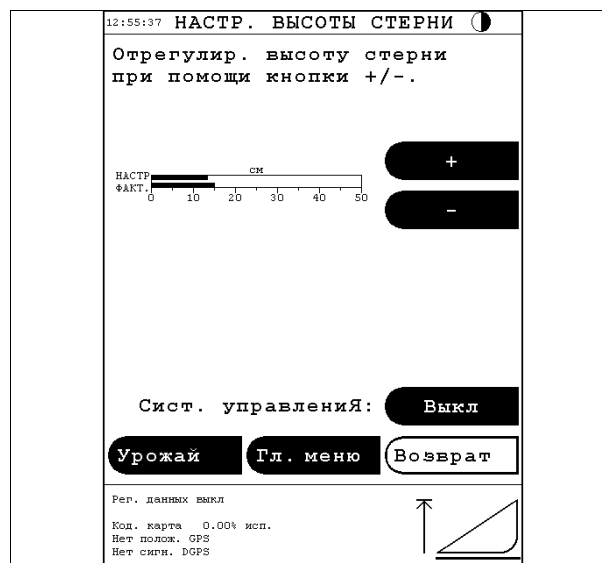 12:55:37 НАСТР. ВЫСОТЫ СТЕРНИ
Отрегулир. высоту стерни
при помощи кнопки +/-.
+
см
НАСТР
ФАКТ.
0 10 20 30 40 50
-
Сист. управлениЯ: Выкл
Урожай Гл. меню Возврат
Рег. данных выкл
Код. карта 0.00% исп.
Нет полож. GPS
Нет сигн. DGPS